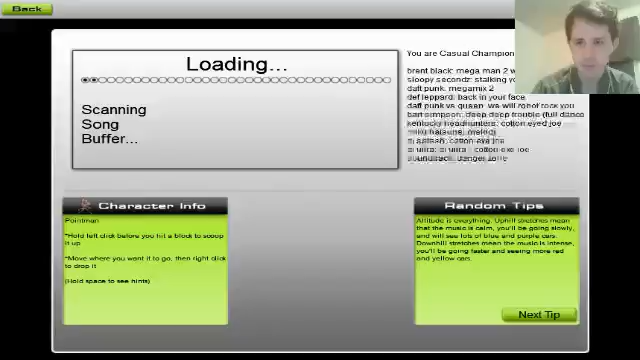 Back
You are Casual Champion
Loading...
brent black: mega man 2 w
sloopy seconds: stalking yo
daft punk: megamix 2
def leppard: back in your face
daft punk vs queen: we will robot rock you
bart simpson: deep deep trouble (full dance
kentucky headhunters: cotton eyed joe
Scanning
Song
Buffer...
Character Info
Pointman
*Hold left click before you hit a block to scoop
it up
*Move where you want it to go, then right click
to drop it
(Hold space to see hints)
Random Tips
Altitude is everything. Uphill stretches mean
that the music is calm, you'll be going slowly,
and will see lots of blue and purple cars.
Downhill stretches mean the music is intense,
you'll be going faster and seeing more red
and yellow cars.
Next Tip